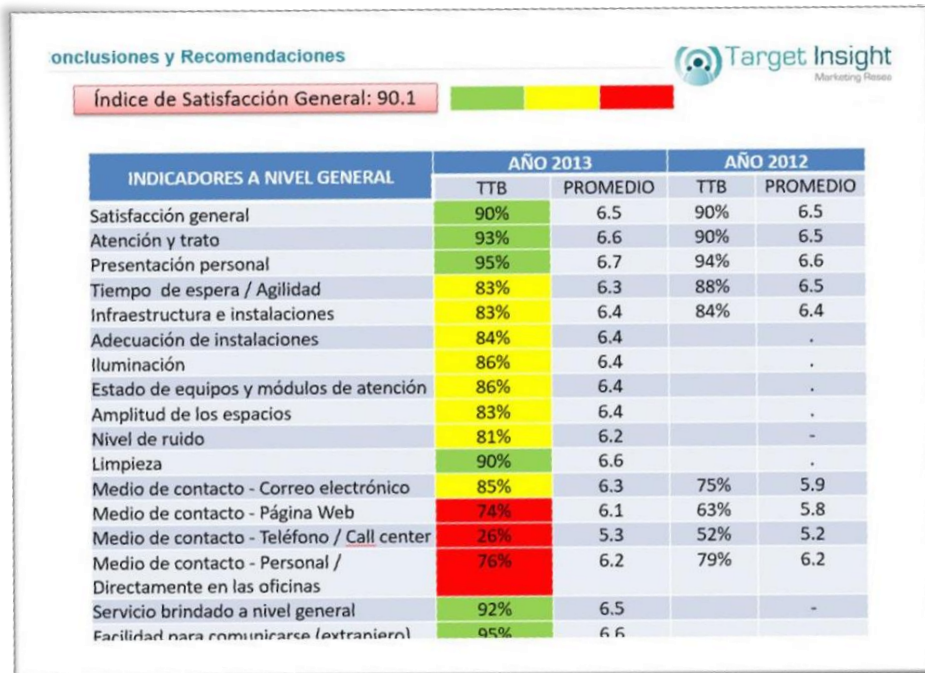 onclusiones y Recomendaciones
Target Insight
Marketing Resea
Índice de Satisfacción General: 90.1
INDICADORES A NIVEL GENERAL AÑO 2013 AÑO 2012
TTB PROMEDIO TTB PROMEDIO
Satisfacción general 90% 6.5 90% 6.5
Atención y trato 93% 6.6 90% 6.5
Presentación personal 95% 6.7 94% 6.6
Tiempo de espera / Agilidad 83% 6.3 88% 6.5
Infraestructura e instalaciones 83% 6.4 84% 6.4
Adecuación de instalaciones 84% 6.4 .
Iluminación 86% 6.4 .
Estado de equipos y módulos de atención 86% 6.4 .
Amplitud de los espacios 83% 6.4 .
Nivel de ruido 81% 6.2 -
Limpieza 90% 6.6 .
Medio de contacto - Correo electrónico 85% 6.3 75% 5.9
Medio de contacto - Página Web 74% 6.1 63% 5.8
Medio de contacto - Teléfono / Call center 26% 5.3 52% 5.2
Medio de contacto - Personal / 76% 6.2 79% 6.2
Directamente en las oficinas
Servicio brindado a nivel general 92% 6.5 -
Facilidad para comunicarse (extranjero) 95% 6.6